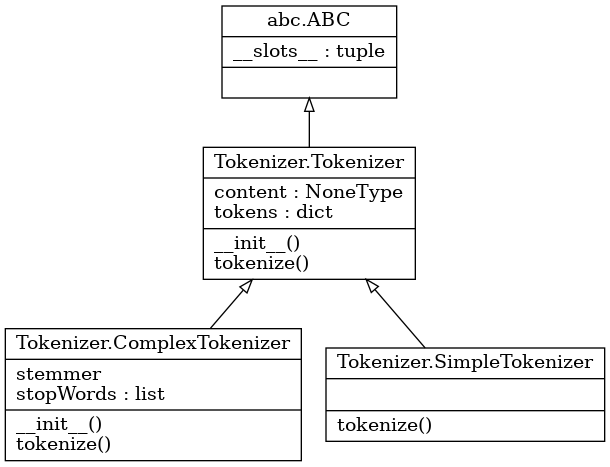 abc.ABC
__slots__ : tuple
Tokenizer.Tokenizer
content : NoneType
tokens : dict
__init__()
tokenize()
Tokenizer.ComplexTokenizer
stemmer
stopWords : list
__init__()
tokenize()
Tokenizer.SimpleTokenizer
tokenize()